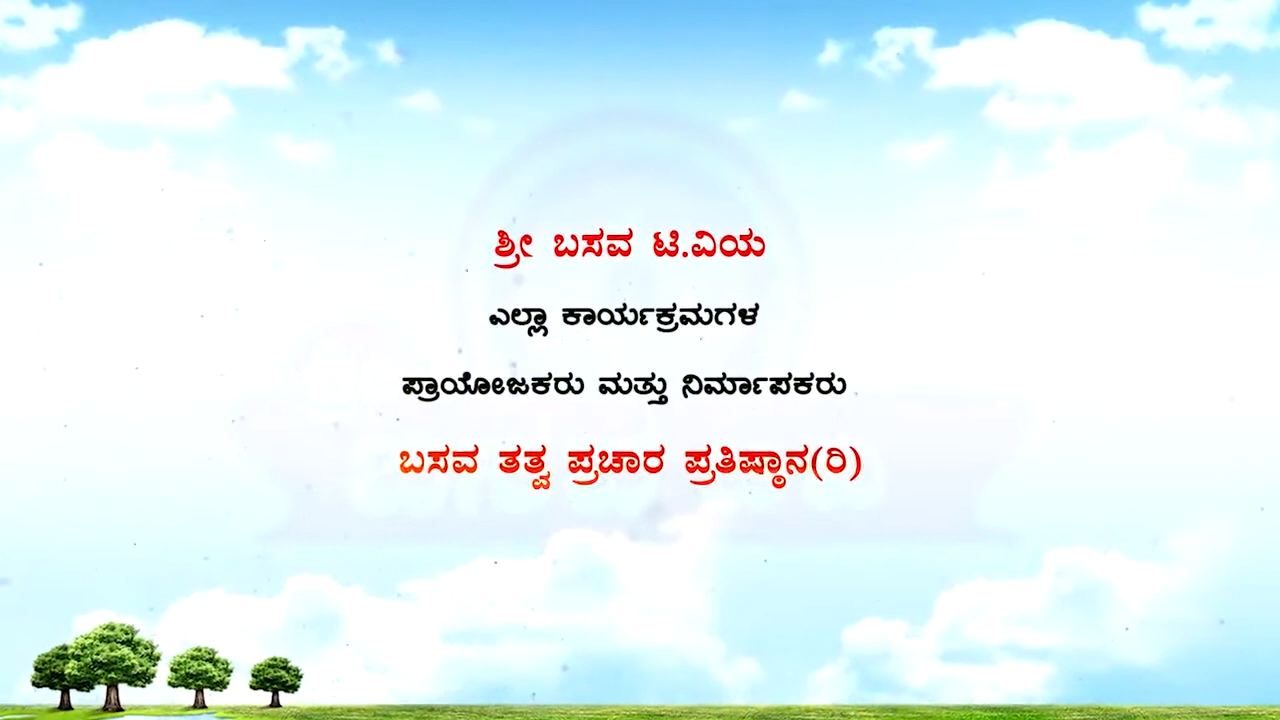 ಶ್ರೀ ಬಸವ ಟಿ.ವಿಯ
ಎಲ್ಲಾ ಕಾರ್ಯಕ್ರಮಗಳ
ಪ್ರಾಯೋಜಕರು ಮತ್ತು ನಿರ್ಮಾಪಕರು
ಬಸವ ತತ್ವ ಪ್ರಚಾರ ಪ್ರತಿಷ್ಠಾನ(ರಿ)